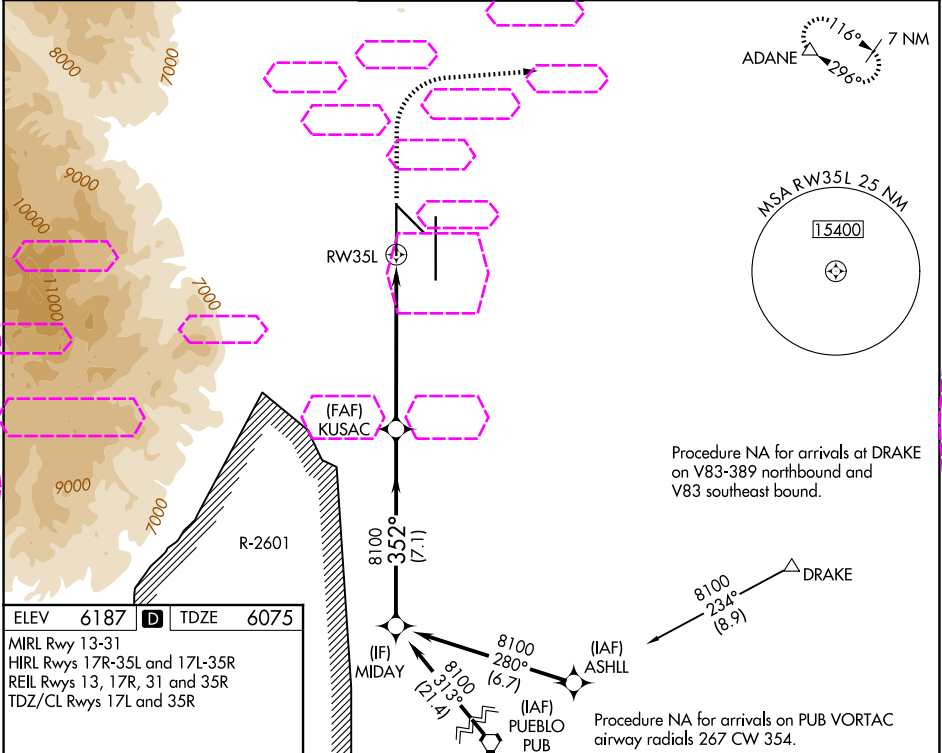 8000
7000
ADANE
116°
296°
7 NM
9000
10000
11000
7000
MSA RW35L 25 NM
15400
RW35L
(FAF)
KUSAC
9000
7000
R-2601
8100
352°
(7.1)
Procedure NA for arrivals at DRAKE
on V83-389 northbound and
V83 southeast bound.
DRAKE
8100
234°
(8.9)
(IF)
MIDAY
8100
280°
(6.7)
(IAF)
ASHLL
8100
313°
(21.4)
(IAF)
PUEBLO
PUB
Procedure NA for arrivals on PUB VORTAC
airway radials 267 CW 354.
ELEV 6187 D TDZE 6075
MIRL Rwy 13-31
HIRL Rwys 17R-35L and 17L-35R
REIL Rwys 13, 17R, 31 and 35R
TDZ/CL Rwys 17L and 35R